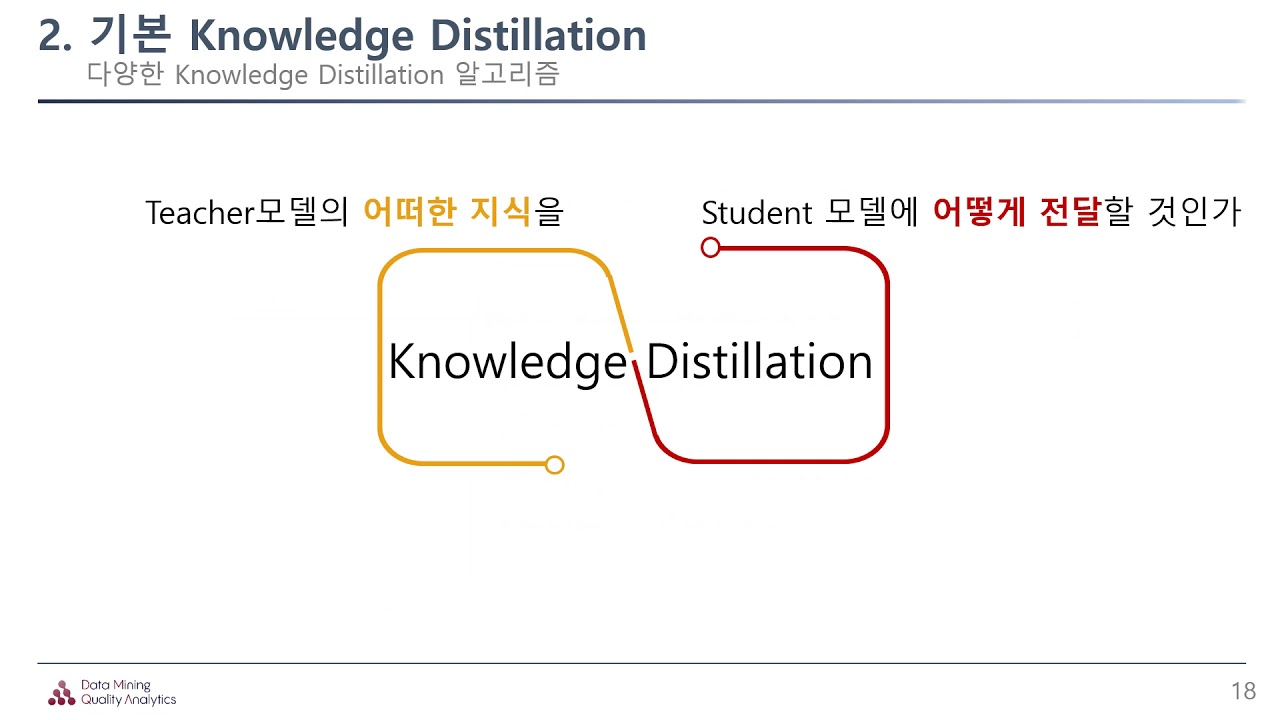 2. 기본 Knowledge Distillation
다양한 Knowledge Distillation 알고리즘
Teacher모델의 어떠한 지식을
Student 모델에 어떻게 전달할 것인가
Knowledge Distillation
Data Mining
Quality Analytics
18